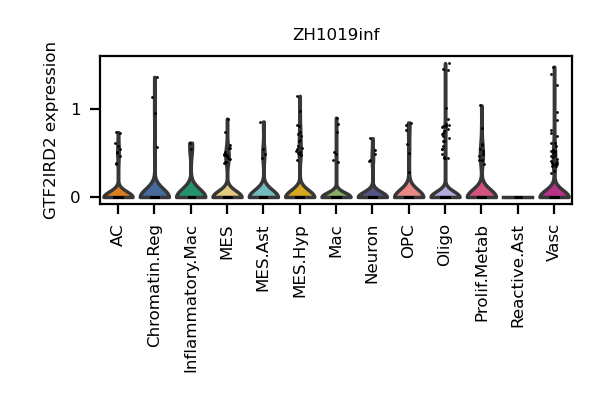 ZH1019inf
GTF2IRD2 expression
1
0
AC
Chromatin.Reg
Inflammatory.Mac
MES
MES.Ast
MES.Hyp
Mac
Neuron
OPC
Oligo
Prolif.Metab
Reactive.Ast
Vasc